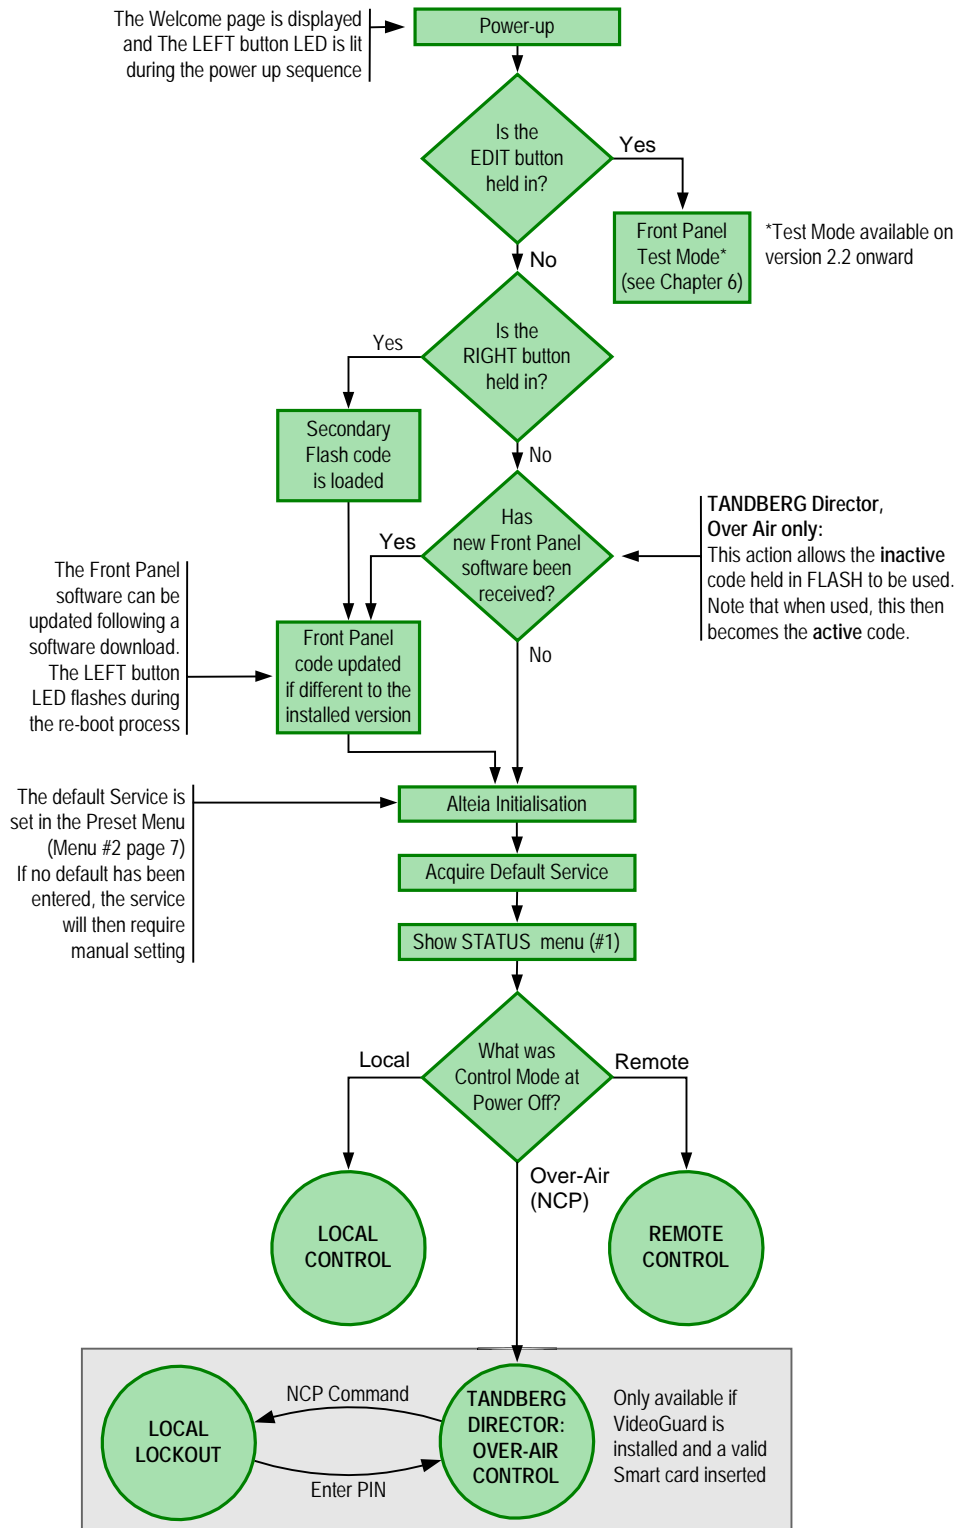 The Welcome page is displayed
and The LEFT button LED is lit
during the power up sequence
Power-up
Is the
EDIT button
held in?
Yes
Front Panel
Test Mode*
(see Chapter 6)
*Test Mode available on
version 2.2 onward
No
Is the
RIGHT button
held in?
Yes
Secondary
Flash code
is loaded
No
Has
new Front Panel
software been
received?
Yes
TANDBERG Director,
Over Air only:
This action allows the inactive
code held in FLASH to be used.
Note that when used, this then
becomes the active code.
The Front Panel
software can be
updated following a
software download.
The LEFT button
LED flashes during
the re-boot process
Front Panel
code updated
if different to the
installed version
No
The default Service is
set in the Preset Menu
(Menu #2 page 7)
If no default has been
entered, the service
will then require
manual setting
Alteia Initialisation
Acquire Default Service
Show STATUS menu (#1)
What was
Control Mode at
Power Off?
Local
Remote
Over-Air
(NCP)
LOCAL
CONTROL
REMOTE
CONTROL
LOCAL
LOCKOUT
NCP Command
Enter PIN
TANDBERG
DIRECTOR:
OVER-AIR
CONTROL
Only available if
VideoGuard is
installed and a valid
Smart card inserted